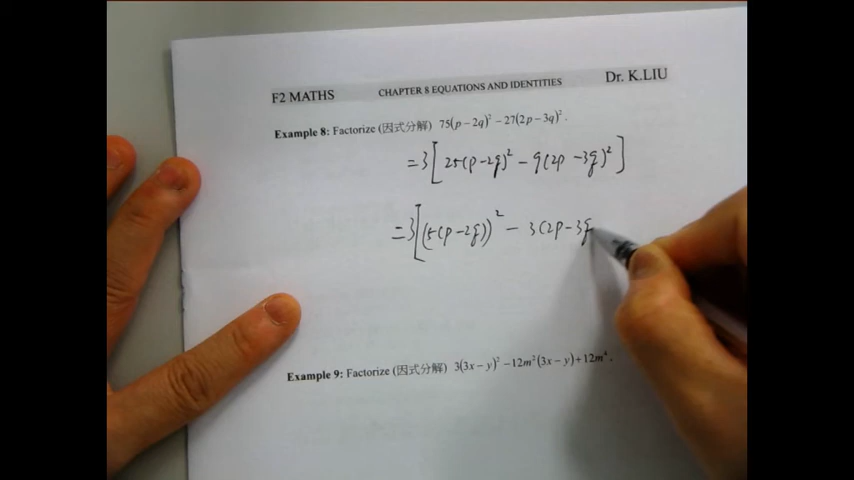 F2 MATHS CHAPTER 8 EQUATIONS AND IDENTITIES Dr. K.LIU
Example 8: Factorize (因式分解) 75(p−2q)²−27(2p−3q)².
=3[25(p−2q)²−9(2p−3q)²]
=3[(5(p−2q))²−3(2p−3q
Example 9: Factorize (因式分解) 3(3x−y)²−12m²(3x−y)+12m⁴.